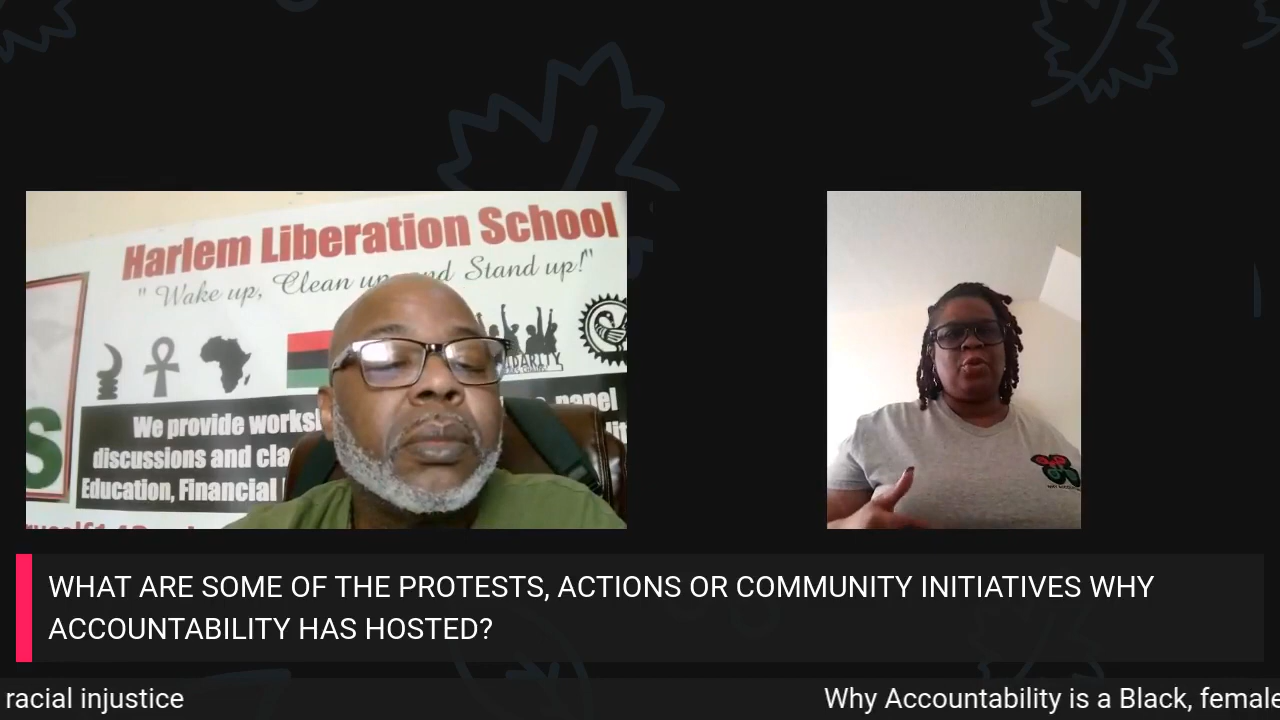 Harlem Liberation School
" Wake up, Clean up and Stand up!"
We provide
panel
discussions and
Education, Financial
WHAT ARE SOME OF THE PROTESTS, ACTIONS OR COMMUNITY INITIATIVES WHY
ACCOUNTABILITY HAS HOSTED?
racial injustice
Why Accountability is a Black, female